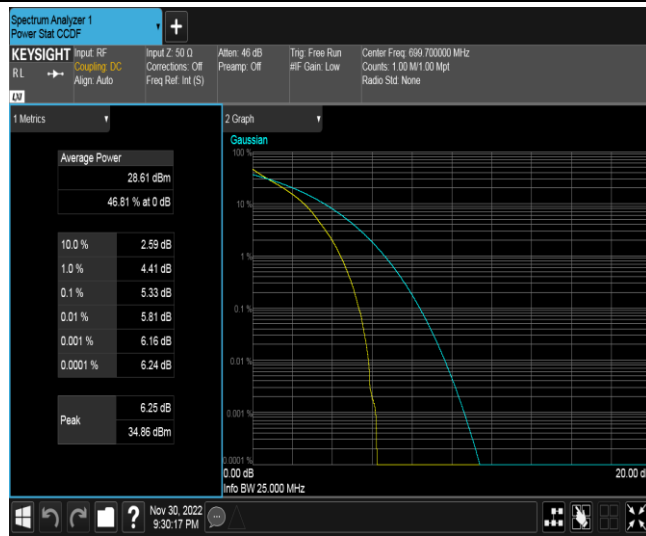 Spectrum Analyzer 1
Power Stat CCDF
+
KEYSIGHT
RL
LXI
Input: RF
Coupling: DC
Align: Auto
Input Z: 50 Ω
Corrections: Off
Freq Ref: Int (S)
Atten: 46 dB
Preamp: Off
Trig: Free Run
#IF Gain: Low
Center Freq: 699.700000 MHz
Counts: 1.00 M/1.00 Mpt
Radio Std: None
1 Metrics
Average Power
28.61 dBm
46.81 % at 0 dB
10.0 % 2.59 dB
1.0 % 4.41 dB
0.1 % 5.33 dB
0.01 % 5.81 dB
0.001 % 6.16 dB
0.0001 % 6.24 dB
Peak
6.25 dB
34.86 dBm
2 Graph
Gaussian
100 %
10 %
1 %
0.1 %
0.01 %
0.001 %
0.0001 %
0.00 dB
20.00 d
Info BW 25.000 MHz
?
Nov 30, 2022
9:30:17 PM